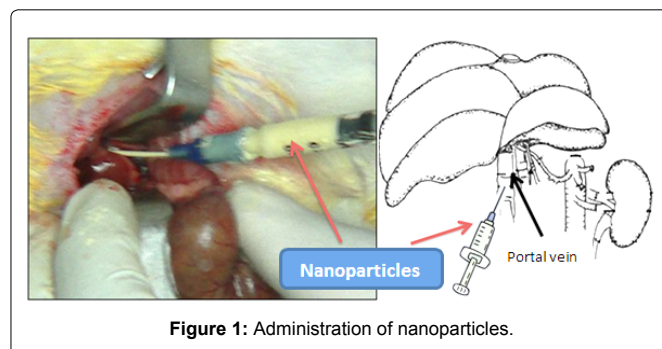 Nanoparticles
Portal vein
Figure 1: Administration of nanoparticles.